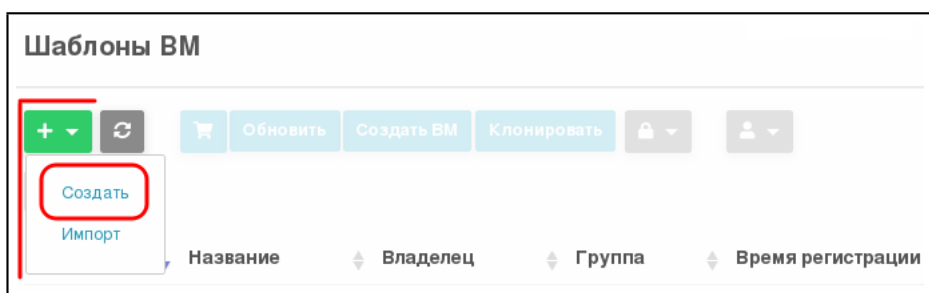 Шаблоны ВМ
Обновить Создать ВМ Клонировать
Создать
Импорт
Название Владелец Группа Время регистрации